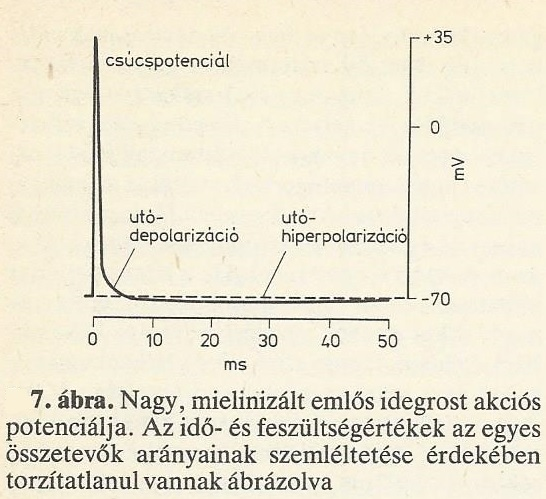 +35
csúcspotenciál
0
mV
utó-
depolarizáció
utó-
hiperpolarizáció
-70
0 10 20 30 40 50
ms
7. ábra. Nagy, mielinizált emlős idegrost akciós
potenciálja. Az idő- és feszültségértékek az egyes
összetevők arányainak szemléltetése érdekében
torzítatlanul vannak ábrázolva